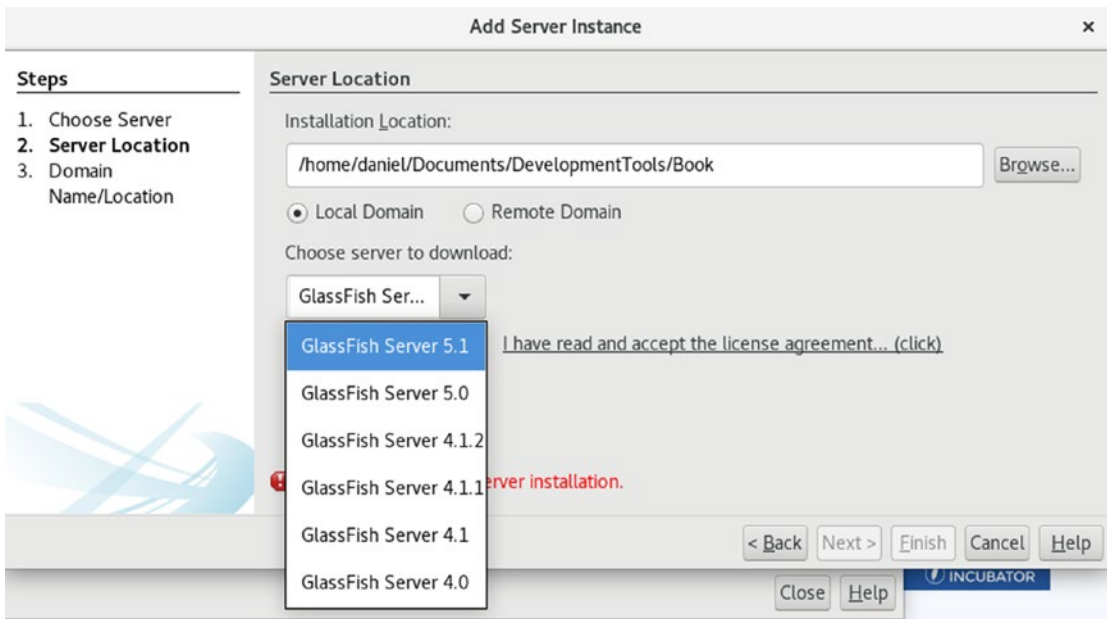 Add Server Instance ×
Steps
1. Choose Server
2. Server Location
3. Domain
Name/Location
Server Location
Installation Location:
/home/daniel/Documents/DevelopmentTools/Book
Browse...
Local Domain Remote Domain
Choose server to download:
GlassFish Ser...
GlassFish Server 5.1
I have read and accept the license agreement... (click)
GlassFish Server 5.0
GlassFish Server 4.1.2
GlassFish Server 4.1.1
installation.
GlassFish Server 4.1
GlassFish Server 4.0
< Back Next > Finish Cancel Help
Close Help
INCUBATOR